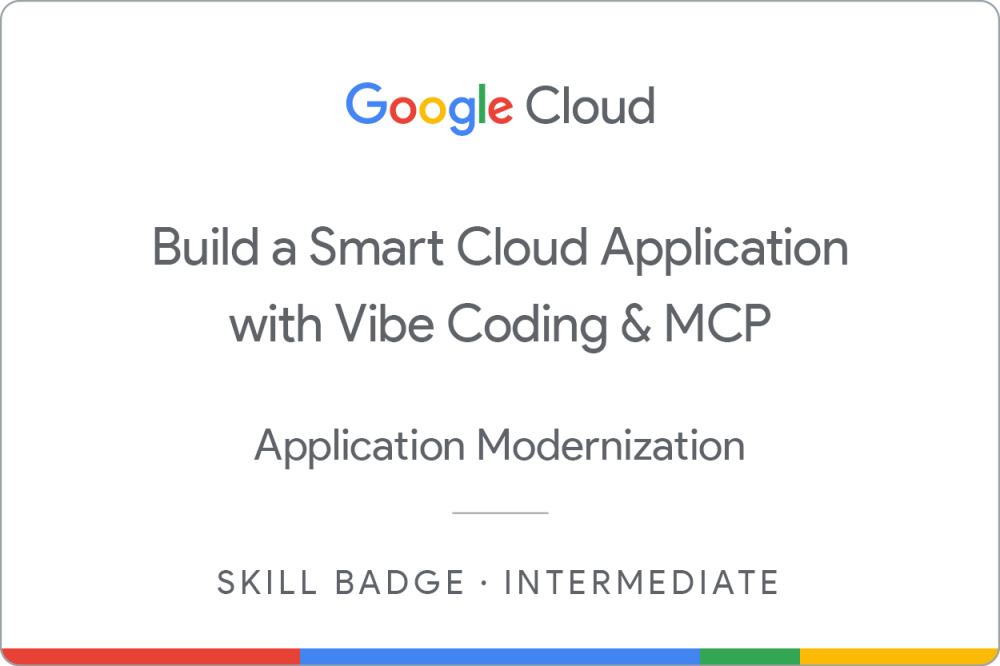 Google Cloud
Build a Smart Cloud Application
with Vibe Coding & MCP
Application Modernization
SKILL BADGE · INTERMEDIATE